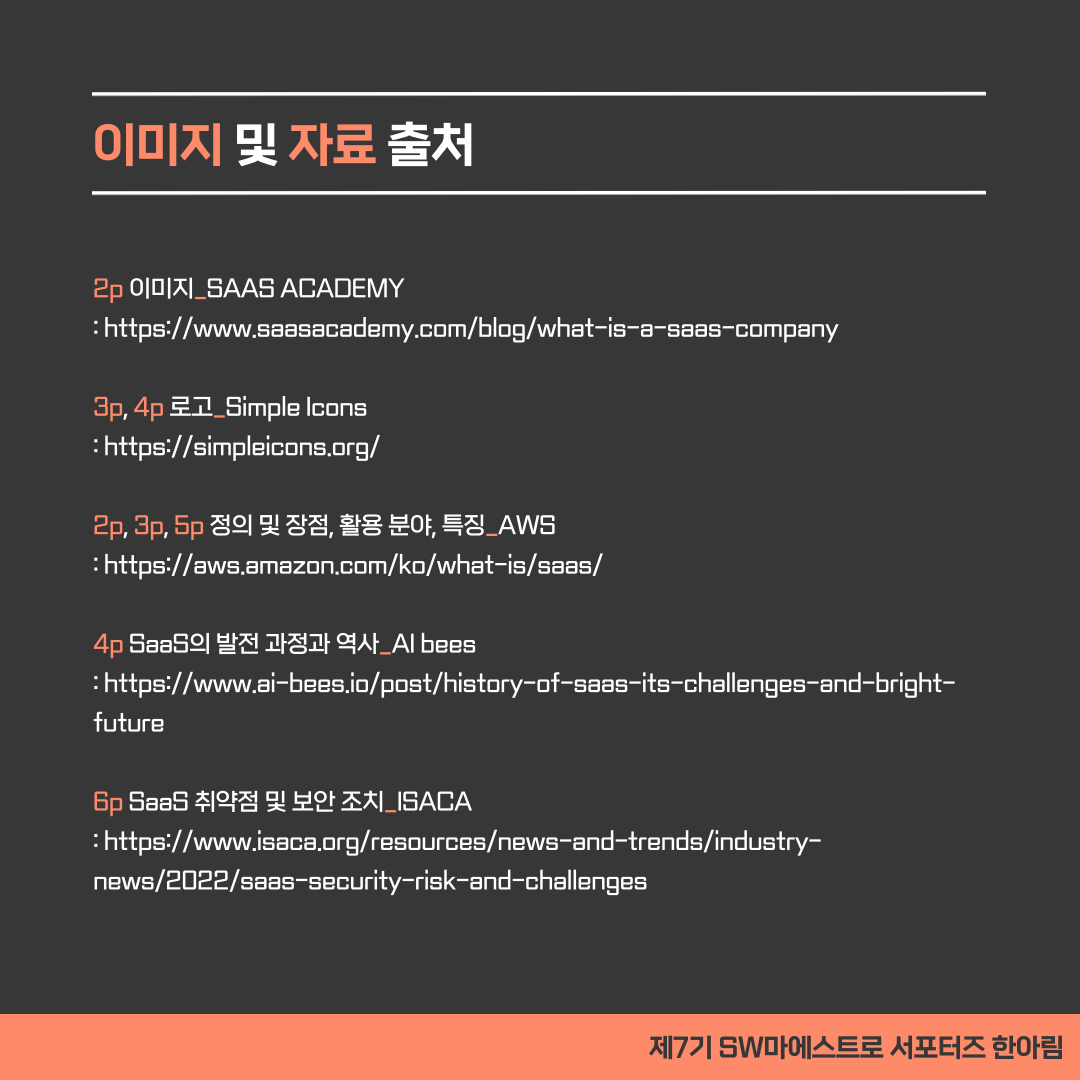 이미지 및 자료 출처
2p 이미지_SAAS ACADEMY
: https://www.saasacademy.com/blog/what-is-a-saas-company
3p, 4p 로고_Simple Icons
: https://simpleicons.org/
2p, 3p, 5p 정의 및 장점, 활용 분야, 특징_AWS
: https://aws.amazon.com/ko/what-is/saas/
4p SaaS의 발전 과정과 역사_AI bees
: https://www.ai-bees.io/post/history-of-saas-its-challenges-and-bright-
future
6p SaaS 취약점 및 보안 조치_ISACA
: https://www.isaca.org/resources/news-and-trends/industry-
news/2022/saas-security-risk-and-challenges
제7기 SW마에스트로 서포터즈 한아림